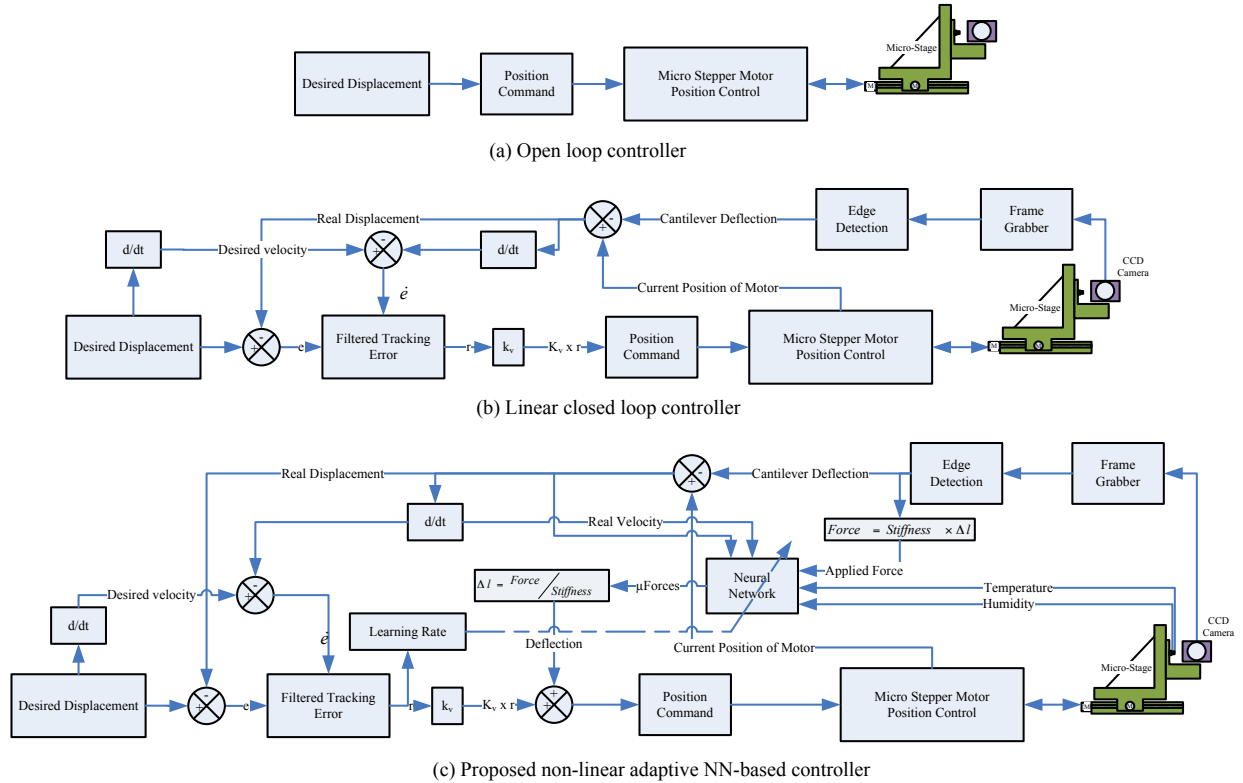 Desired Displacement
Position
Command
Micro Stepper Motor
Position Control
Micro-Stage
M
M
(a) Open loop controller
Real Displacement
-
+
Cantilever Deflection
Edge
Detection
Frame
Grabber
d/dt
Desired velocity
-
+
d/dt
CCD
Camera
ė
Current Position of Motor
Micro-Stage
Desired Displacement
-
+
e
Filtered Tracking
Error
r
kv
Kv x r
Position
Command
Micro Stepper Motor
Position Control
M
M
(b) Linear closed loop controller
Real Displacement
-
+
Cantilever Deflection
Edge
Detection
Frame
Grabber
d/dt
Real Velocity
Force = Stiffness × Δl
Δl = Force / Stiffness
µForces
Neural
Network
Applied Force
Temperature
Humidity
Desired velocity
-
+
d/dt
Learning Rate
CCD
Camera
ė
Deflection
Current Position of Motor
Micro-Stage
Desired Displacement
-
+
e
Filtered Tracking
Error
r
kv
Kv x r
+
+
Position
Command
Micro Stepper Motor
Position Control
M
M
(c) Proposed non-linear adaptive NN-based controller